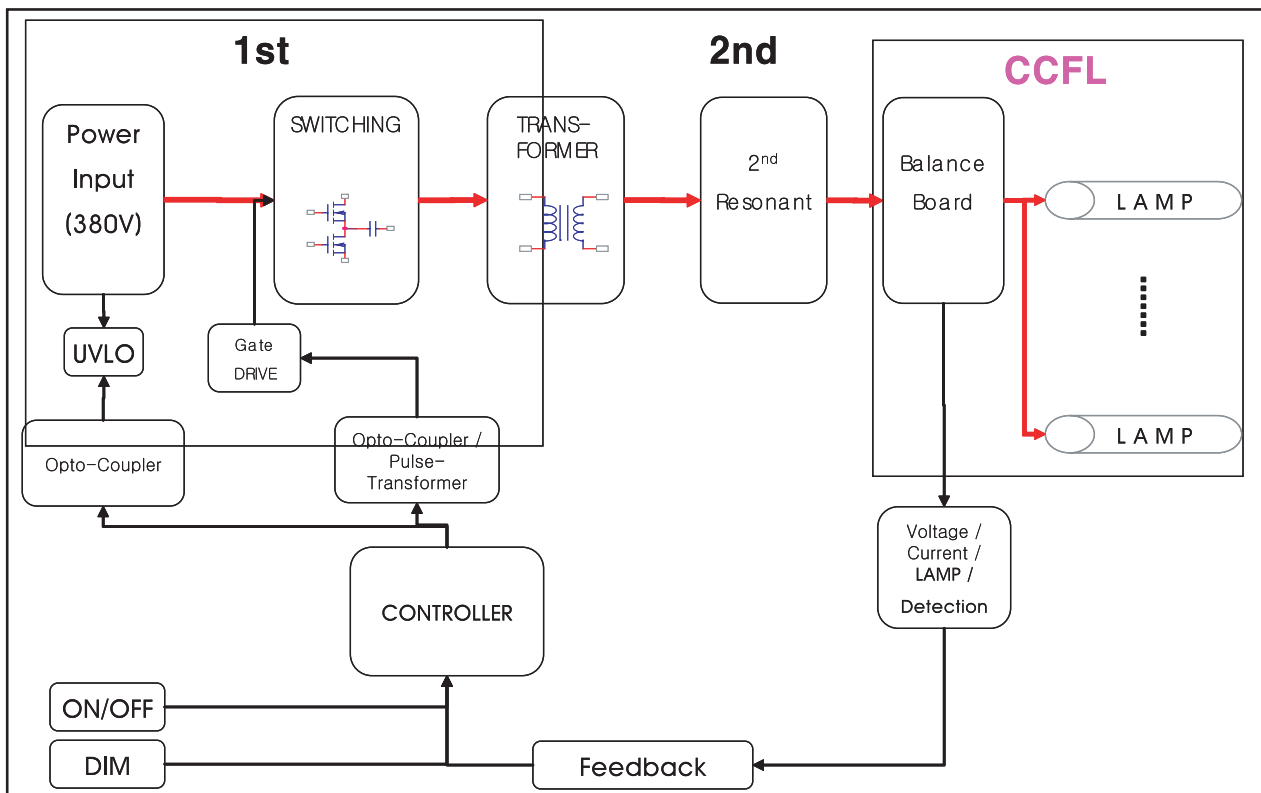 1st
2nd
CCFL
Power
Input
(380V)
SWITCHING
TRANS-
FORMER
2nd
Resonant
Balance
Board
LAMP
UVLO
Gate
DRIVE
LAMP
Opto-Coupler
Opto-Coupler /
Pulse-
Transformer
Voltage /
Current /
LAMP /
Detection
CONTROLLER
ON/OFF
DIM
Feedback